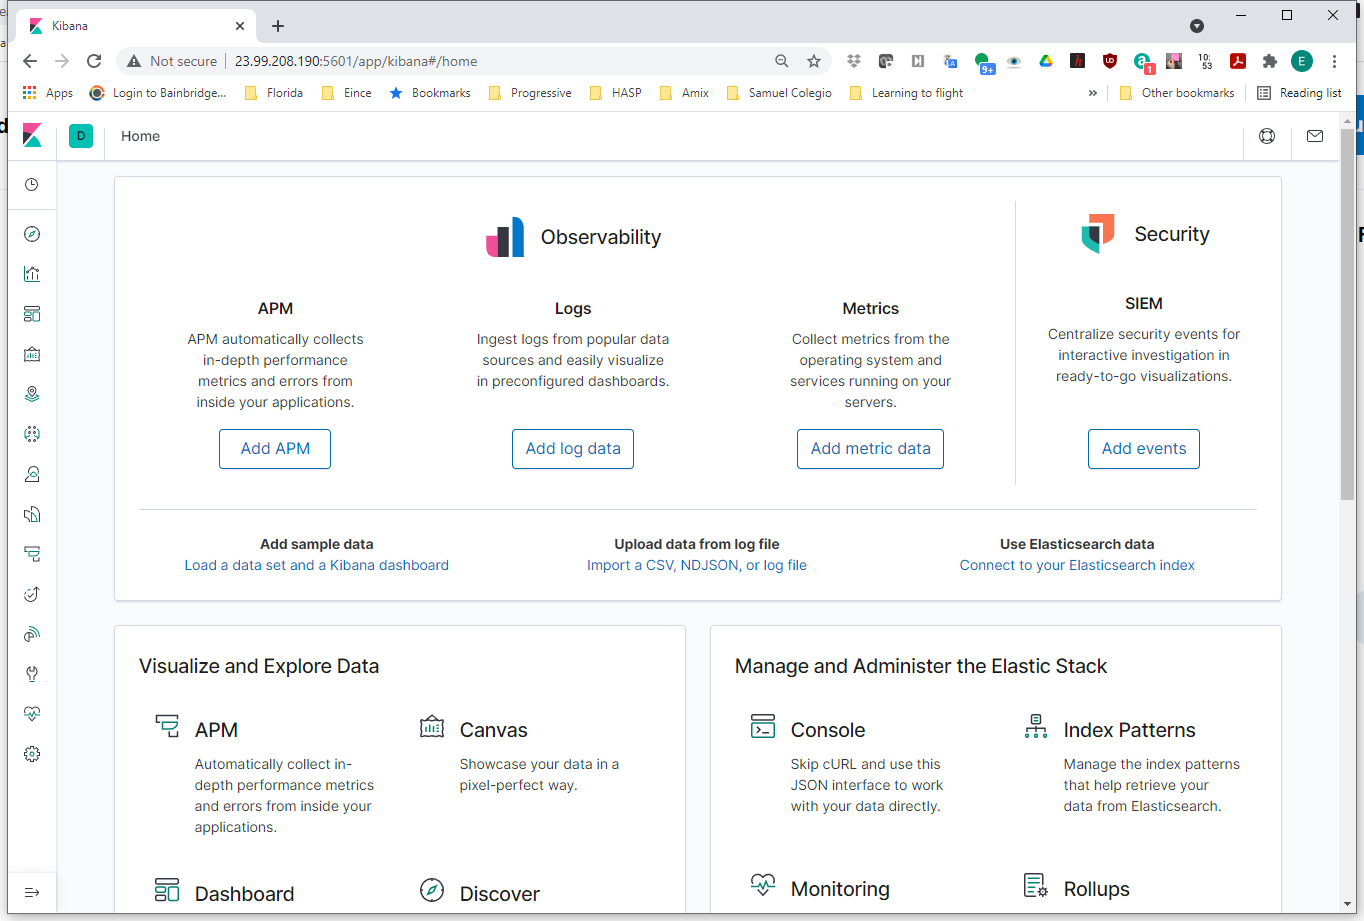 Kibana
Not secure
23.99.208.190:5601/app/kibana#/home
9+
1
10:
53
E
Apps
Login to Bainbridge...
Florida
Eince
Bookmarks
Progressive
HASP
Amix
Samuel Colegio
Learning to flight
»
Other bookmarks
Reading list
D
Home
Observability
Security
APM
APM automatically collects
in-depth performance
metrics and errors from
inside your applications.
Add APM
Logs
Ingest logs from popular data
sources and easily visualize
in preconfigured dashboards.
Add log data
Metrics
Collect metrics from the
operating system and
services running on your
servers.
Add metric data
SIEM
Centralize security events for
interactive investigation in
ready-to-go visualizations.
Add events
Add sample data
Load a data set and a Kibana dashboard
Upload data from log file
Import a CSV, NDJSON, or log file
Use Elasticsearch data
Connect to your Elasticsearch index
Visualize and Explore Data
APM
Automatically collect in-
depth performance metrics
and errors from inside your
applications.
Canvas
Showcase your data in a
pixel-perfect way.
Dashboard
Discover
Manage and Administer the Elastic Stack
Console
Skip cURL and use this
JSON interface to work
with your data directly.
Index Patterns
Manage the index patterns
that help retrieve your
data from Elasticsearch.
Monitoring
Rollups